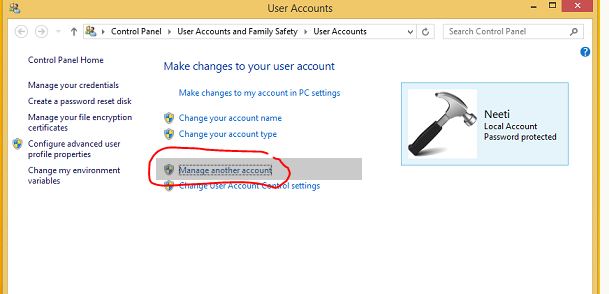 User Accounts
Control Panel > User Accounts and Family Safety > User Accounts
Search Control Panel
Control Panel Home
Manage your credentials
Create a password reset disk
Manage your file encryption
certificates
Configure advanced user
profile properties
Change my environment
variables
Make changes to your user account
Make changes to my account in PC settings
Change your account name
Change your account type
Manage another account
Change User Account Control settings
Neeti
Local Account
Password protected